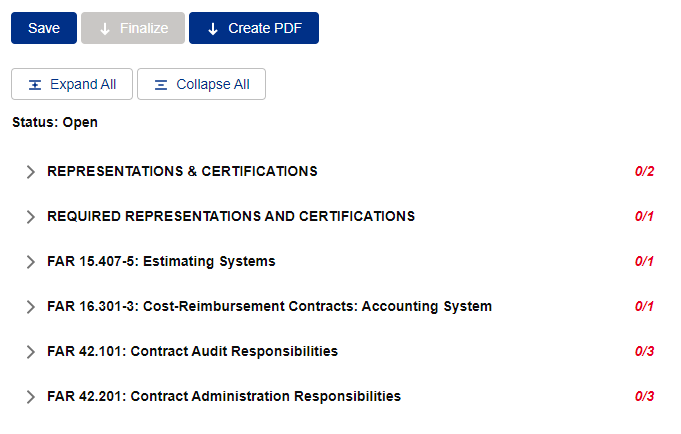 Save Finalize Create PDF
Expand All Collapse All
Status: Open
REPRESENTATIONS & CERTIFICATIONS 0/2
REQUIRED REPRESENTATIONS AND CERTIFICATIONS 0/1
FAR 15.407-5: Estimating Systems 0/1
FAR 16.301-3: Cost-Reimbursement Contracts: Accounting System 0/1
FAR 42.101: Contract Audit Responsibilities 0/3
FAR 42.201: Contract Administration Responsibilities 0/3